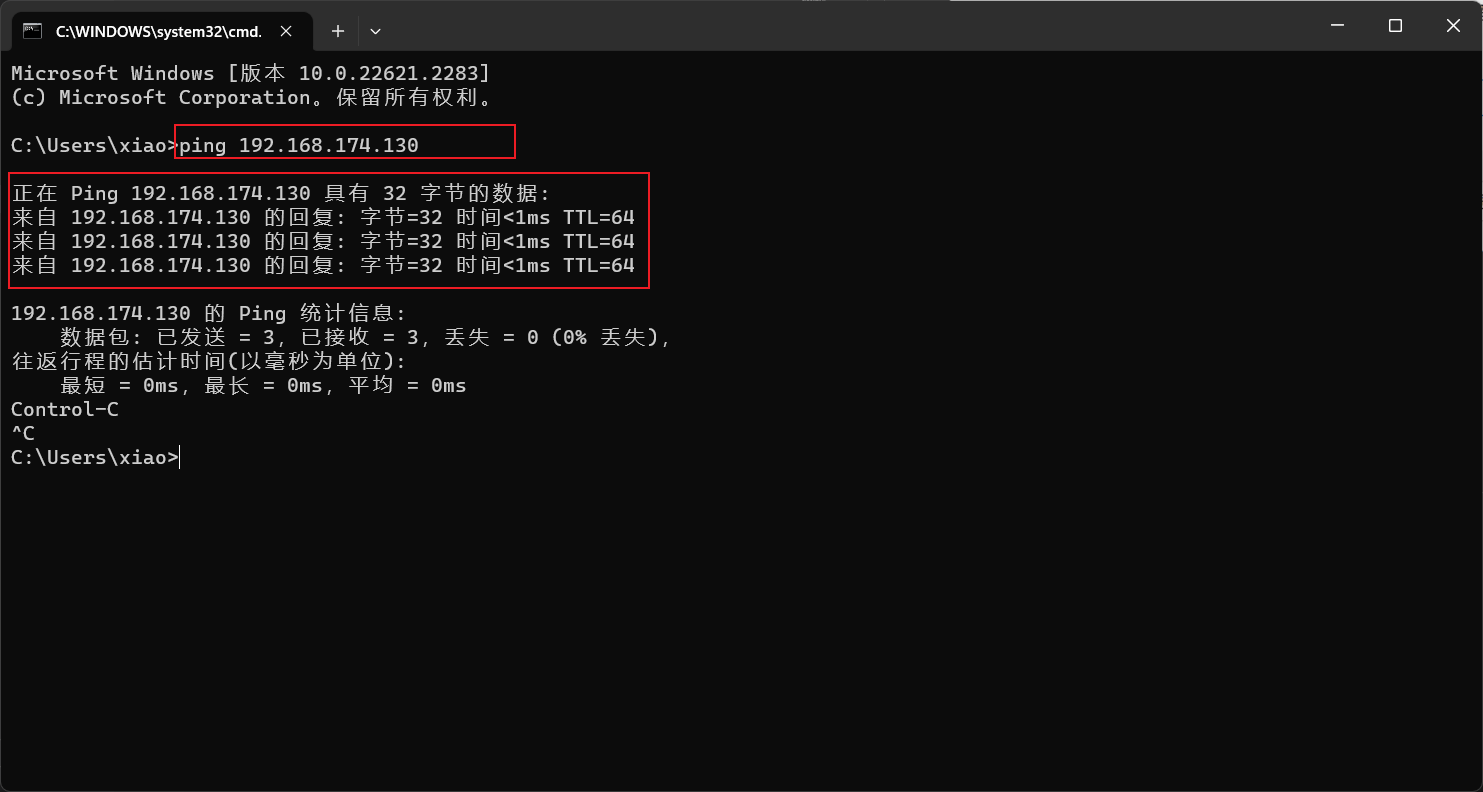 C:\WINDOWS\system32\cmd.
Microsoft Windows [版本 10.0.22621.2283]
(c) Microsoft Corporation。保留所有权利。
C:\Users\xiao>ping 192.168.174.130
正在 Ping 192.168.174.130 具有 32 字节的数据:
来自 192.168.174.130 的回复: 字节=32 时间<1ms TTL=64
来自 192.168.174.130 的回复: 字节=32 时间<1ms TTL=64
来自 192.168.174.130 的回复: 字节=32 时间<1ms TTL=64
192.168.174.130 的 Ping 统计信息:
    数据包: 已发送 = 3, 已接收 = 3, 丢失 = 0 (0% 丢失),
往返行程的估计时间(以毫秒为单位):
    最短 = 0ms, 最长 = 0ms, 平均 = 0ms
Control-C
^C
C:\Users\xiao>